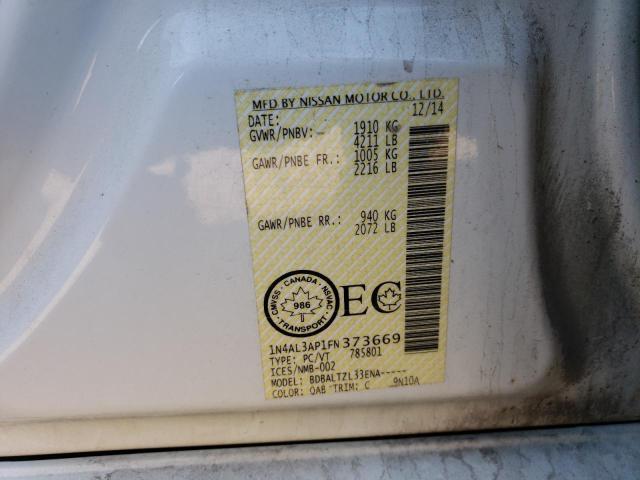 MFD BY NISSAN MOTOR CO., LTD.
DATE: 12/14
GVWR/PNBV:- 1910 KG
4211 LB
GAWR/PNBE FR.: 1005 KG
2216 LB
GAWR/PNBE RR.: 940 KG
2072 LB
CANADA
CMVSS - NSVAC
986
TRANSPORT
EC
1N4AL3AP1FN373669
TYPE: PC/VT 785801
ICES/NMB-002
MODEL: BDBALTZL33ENA-----
COLOR: QAB TRIM: C 9N10A